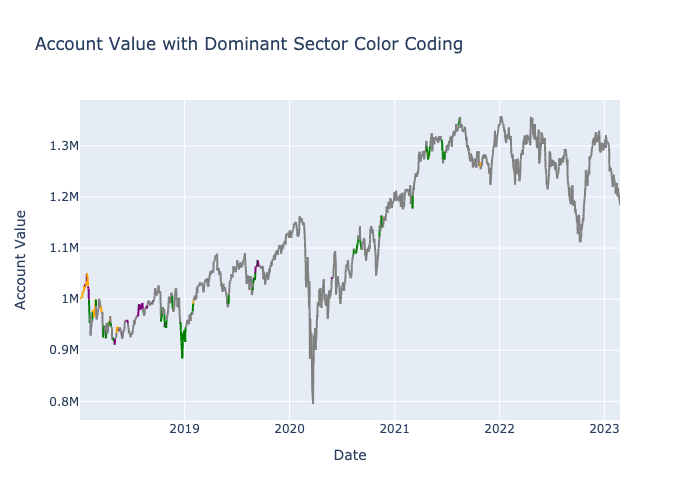 Account Value with Dominant Sector Color Coding
1.3M
1.2M
1.1M
1M
0.9M
0.8M
Account Value
2019 2020 2021 2022 2023
Date